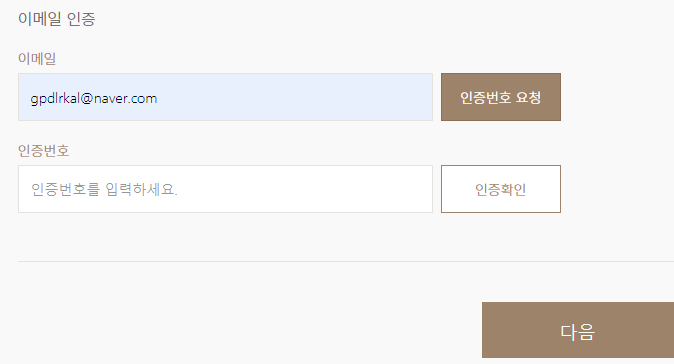 이메일 인증
이메일
gpdlrkal@naver.com
인증번호 요청
인증번호
인증번호를 입력하세요.
인증확인
다음